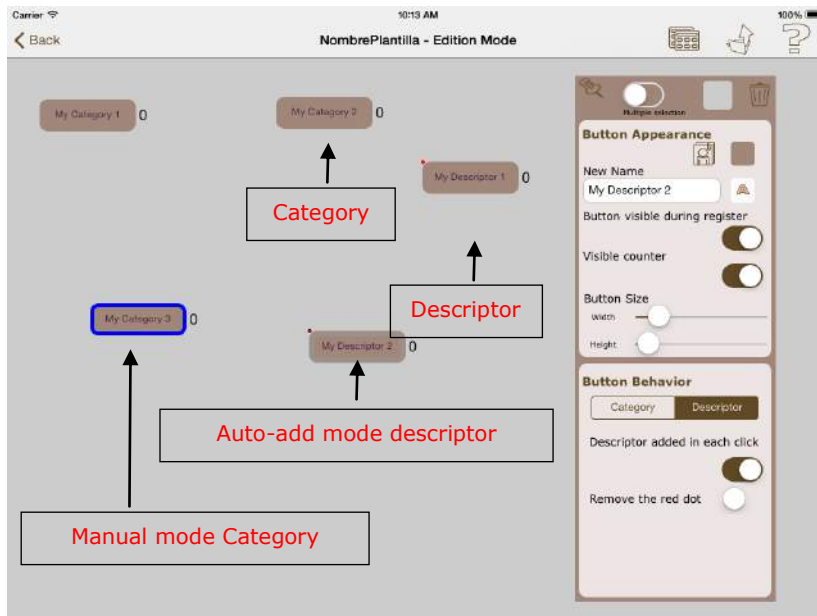 Carrier 10:13 AM 100%
Back NombrePlantilla - Edition Mode
My Category 1 0
My Category 2 0
My Descriptor 1 0
Category
Descriptor
My Category 3 0
My Descriptor 2 0
Auto-add mode descriptor
Manual mode Category
Multiple selection
Button Appearance
New Name
My Descriptor 2
A
Button visible during register
Visible counter
Button Size
Width
Height
Button Behavior
Category Descriptor
Descriptor added in each click
Remove the red dot